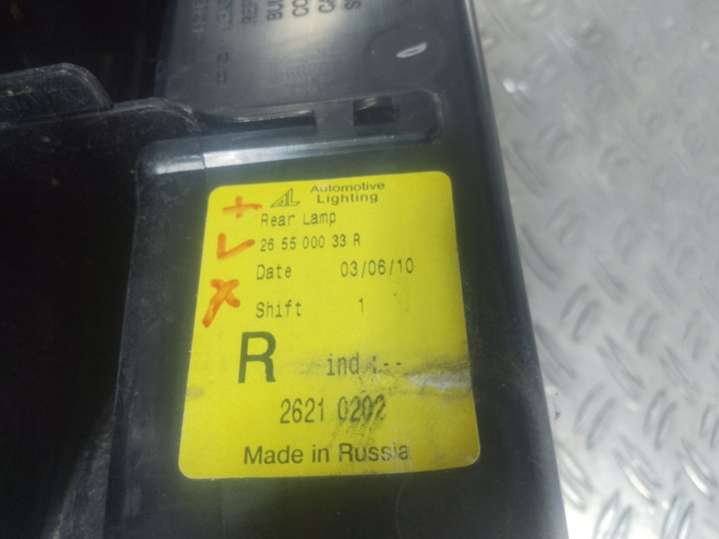 Automotive
Lighting
Rear Lamp
26 55 000 33 R
Date 03/06/10
Shift 1
R ind.:--
2621 0202
Made in Russia